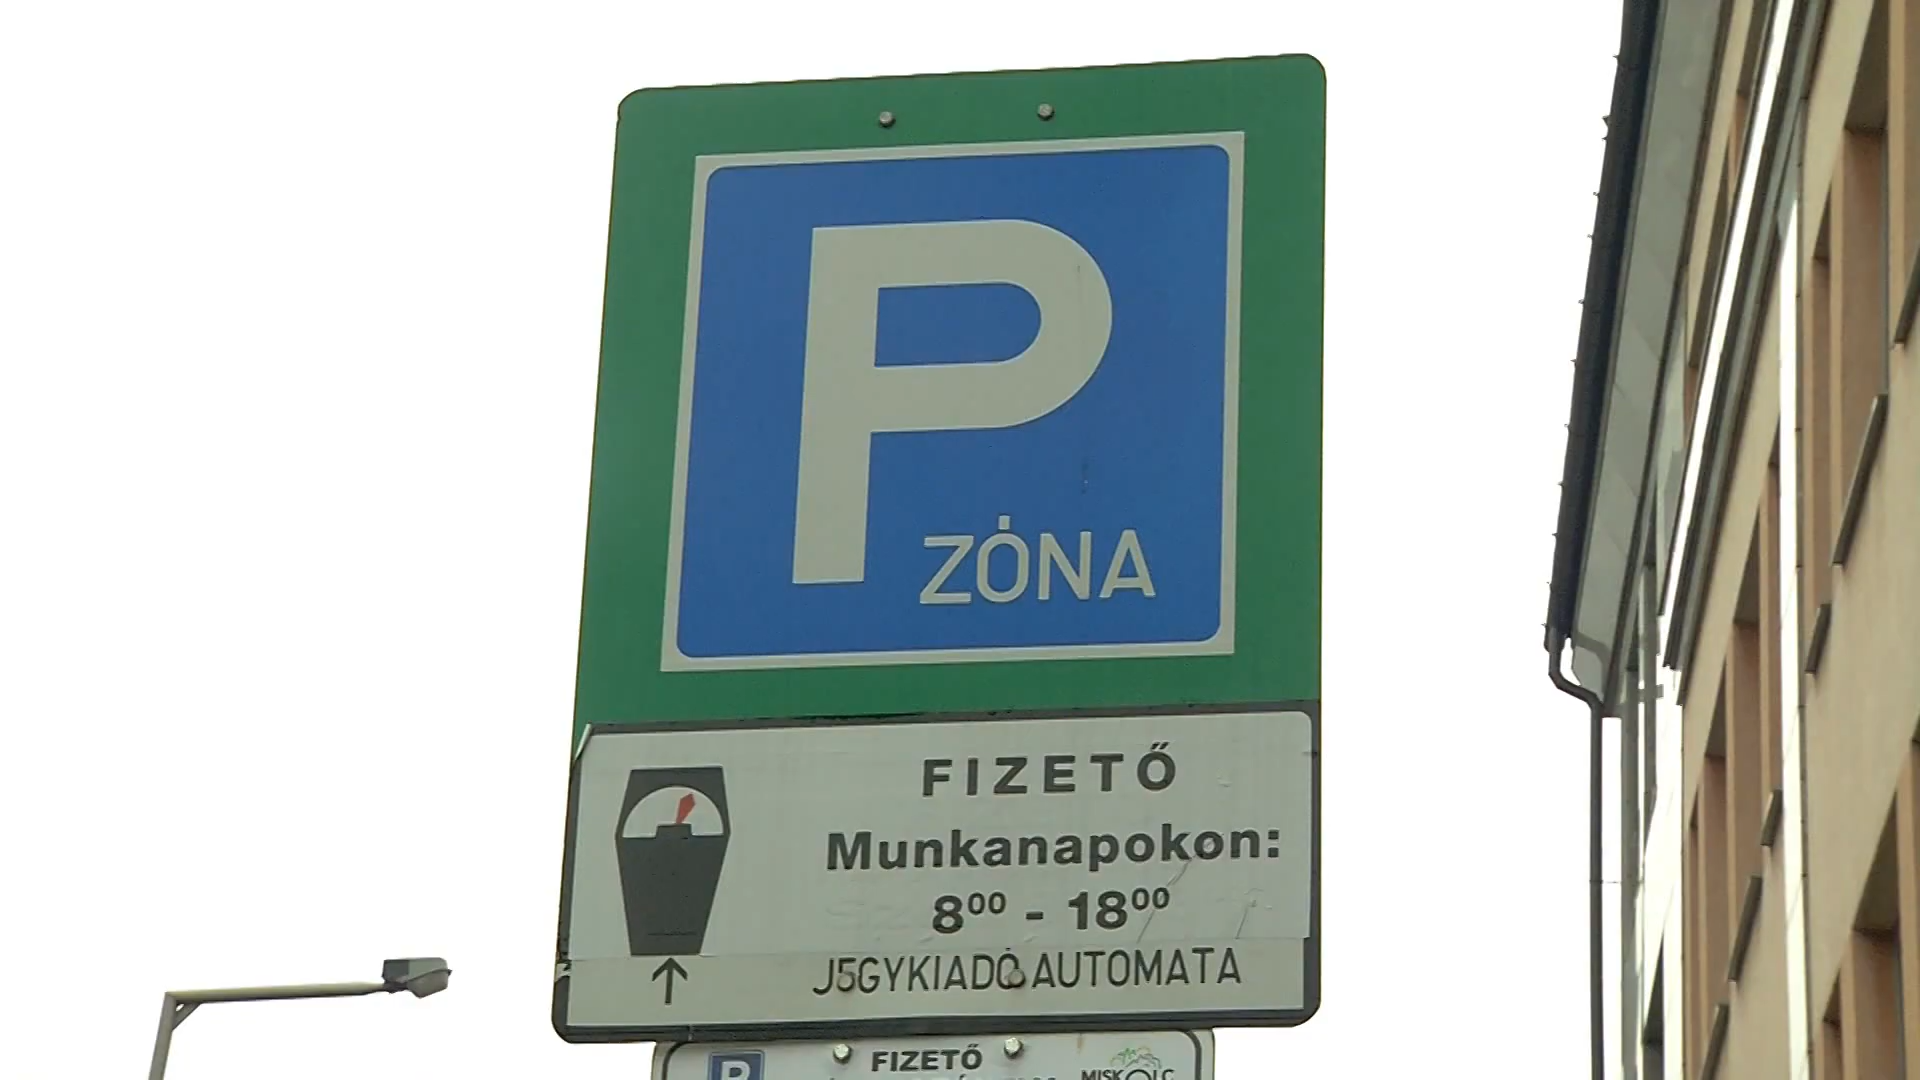 P
ZÓNA
FIZETŐ
Munkanapokon:
8⁰⁰ - 18⁰⁰
JEGYKIADÓ AUTOMATA
P
FIZETŐ
MISKOLC